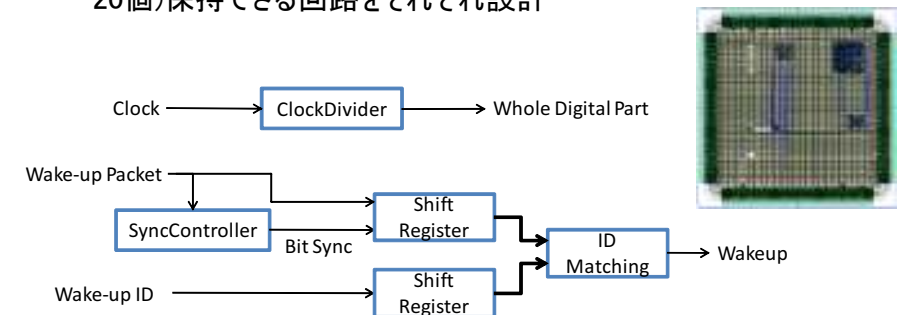 20個)保持できる回路をそれぞれ設計
Clock
ClockDivider
Whole Digital Part
Wake-up Packet
SyncController
Bit Sync
Shift
Register
ID
Matching
Wakeup
Wake-up ID
Shift
Register